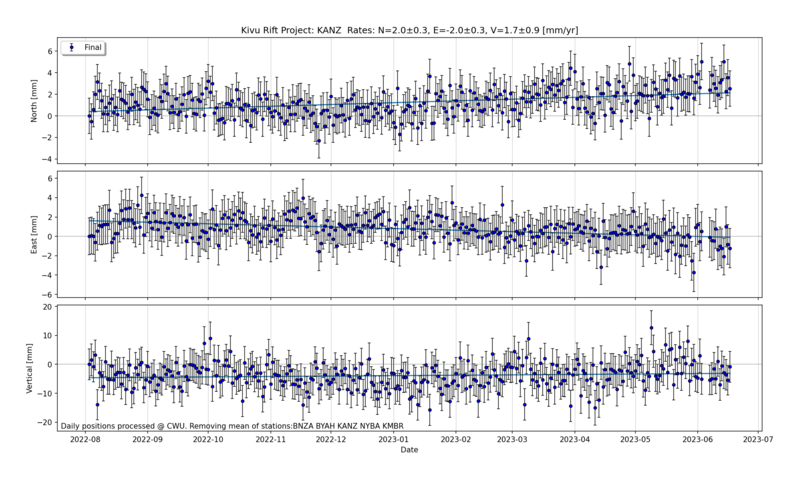 Kivu Rift Project: KANZ Rates: N=2.0±0.3, E=-2.0±0.3, V=1.7±0.9 [mm/yr]
Final
North [mm]
6
4
2
0
−2
−4
East [mm]
6
4
2
0
−2
−4
−6
Vertical [mm]
20
10
0
−10
−20
Daily positions processed @ CWU. Removing mean of stations:BNZA BYAH KANZ NYBA KMBR
2022-08 2022-09 2022-10 2022-11 2022-12 2023-01 2023-02 2023-03 2023-04 2023-05 2023-06 2023-07
Date